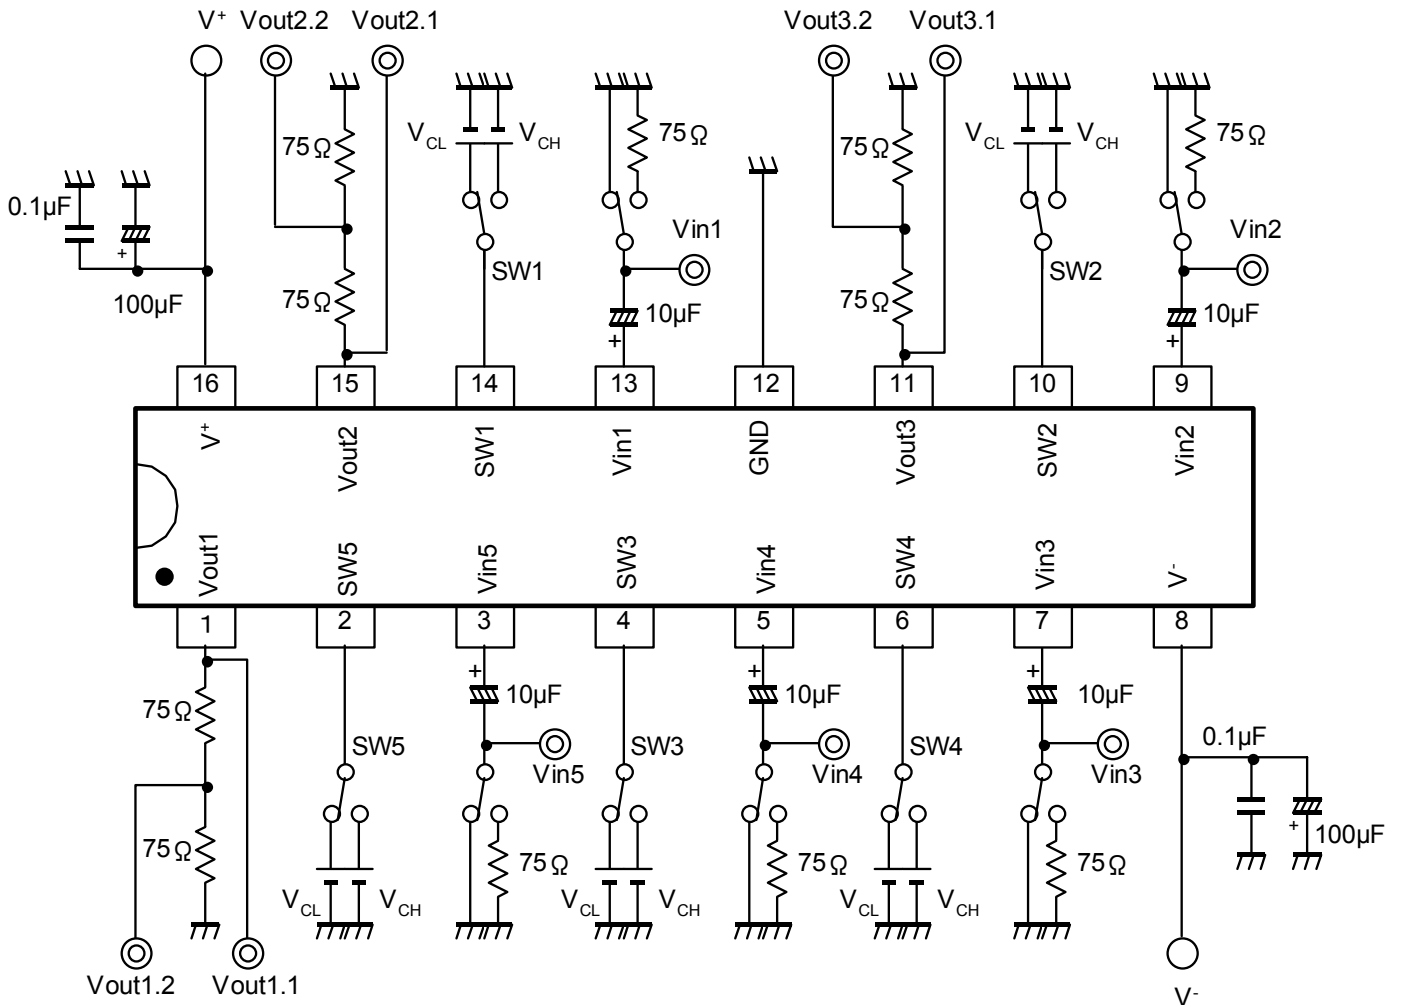 V+ Vout2.2 Vout2.1 Vout3.2 Vout3.1
75Ω VCL VCH 75Ω 75Ω VCL VCH 75Ω
0.1µF
Vin1 Vin2
100µF 75Ω SW1 10µF 75Ω SW2 10µF
+ + +
16 15 14 13 12 11 10 9
V+ Vout2 SW1 Vin1 GND Vout3 SW2 Vin2
Vout1 SW5 Vin5 SW3 Vin4 SW4 Vin3 V-
1 2 3 4 5 6 7 8
+ + +
75Ω 10µF 10µF 10µF
SW5 SW3 SW4 0.1µF
Vin5 Vin4 Vin3
+ 100µF
75Ω 75Ω 75Ω 75Ω
VCL VCH VCL VCH VCL VCH
Vout1.2 Vout1.1 V-